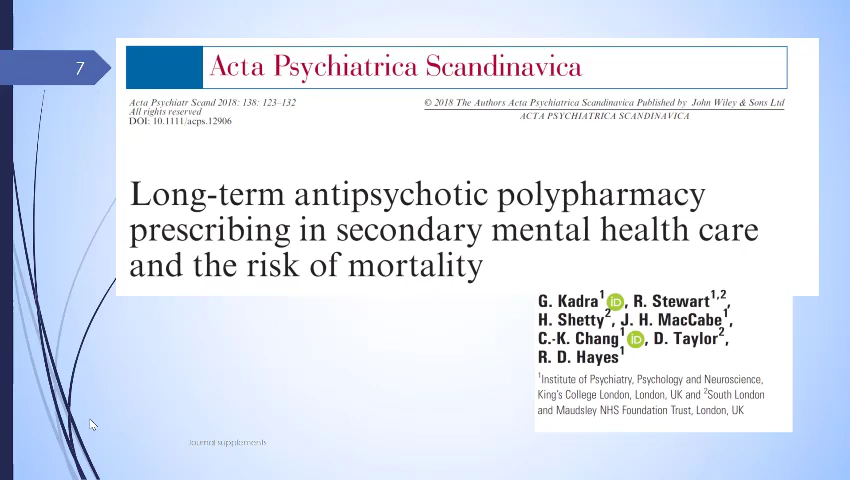 7
Acta Psychiatrica Scandinavica
Acta Psychiatr Scand 2018: 138: 123–132
All rights reserved
DOI: 10.1111/acps.12906
© 2018 The Authors Acta Psychiatrica Scandinavica Published by John Wiley & Sons Ltd
ACTA PSYCHIATRICA SCANDINAVICA
Long-term antipsychotic polypharmacy
prescribing in secondary mental health care
and the risk of mortality
G. Kadra1 iD, R. Stewart1,2,
H. Shetty2, J. H. MacCabe1,
C.-K. Chang1 iD, D. Taylor2,
R. D. Hayes1
1Institute of Psychiatry, Psychology and Neuroscience,
King's College London, London, UK and 2South London
and Maudsley NHS Foundation Trust, London, UK
Journal supplements